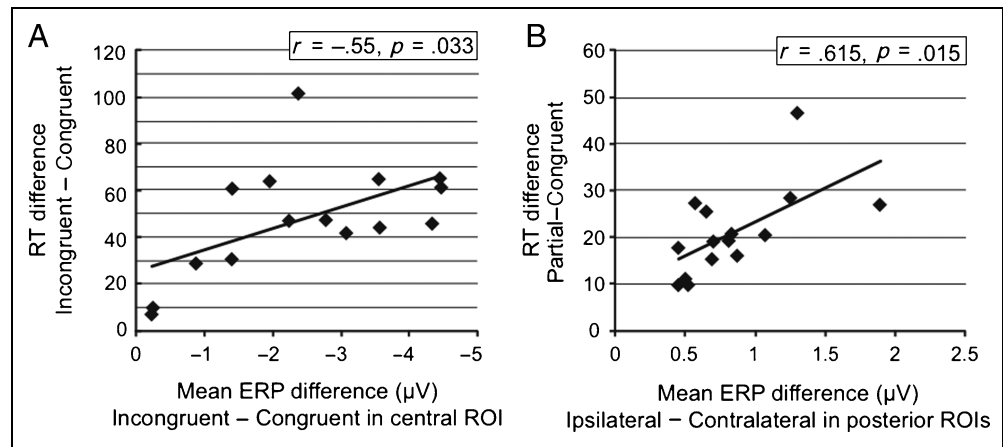 A
r = –.55, p = .033
RT difference
Incongruent – Congruent
120
100
80
60
40
20
0
0 –1 –2 –3 –4 –5
Mean ERP difference (µV)
Incongruent – Congruent in central ROI
B
r = .615, p = .015
RT difference
Partial–Congruent
60
50
40
30
20
10
0
0 0.5 1 1.5 2 2.5
Mean ERP difference (µV)
Ipsilateral – Contralateral in posterior ROIs